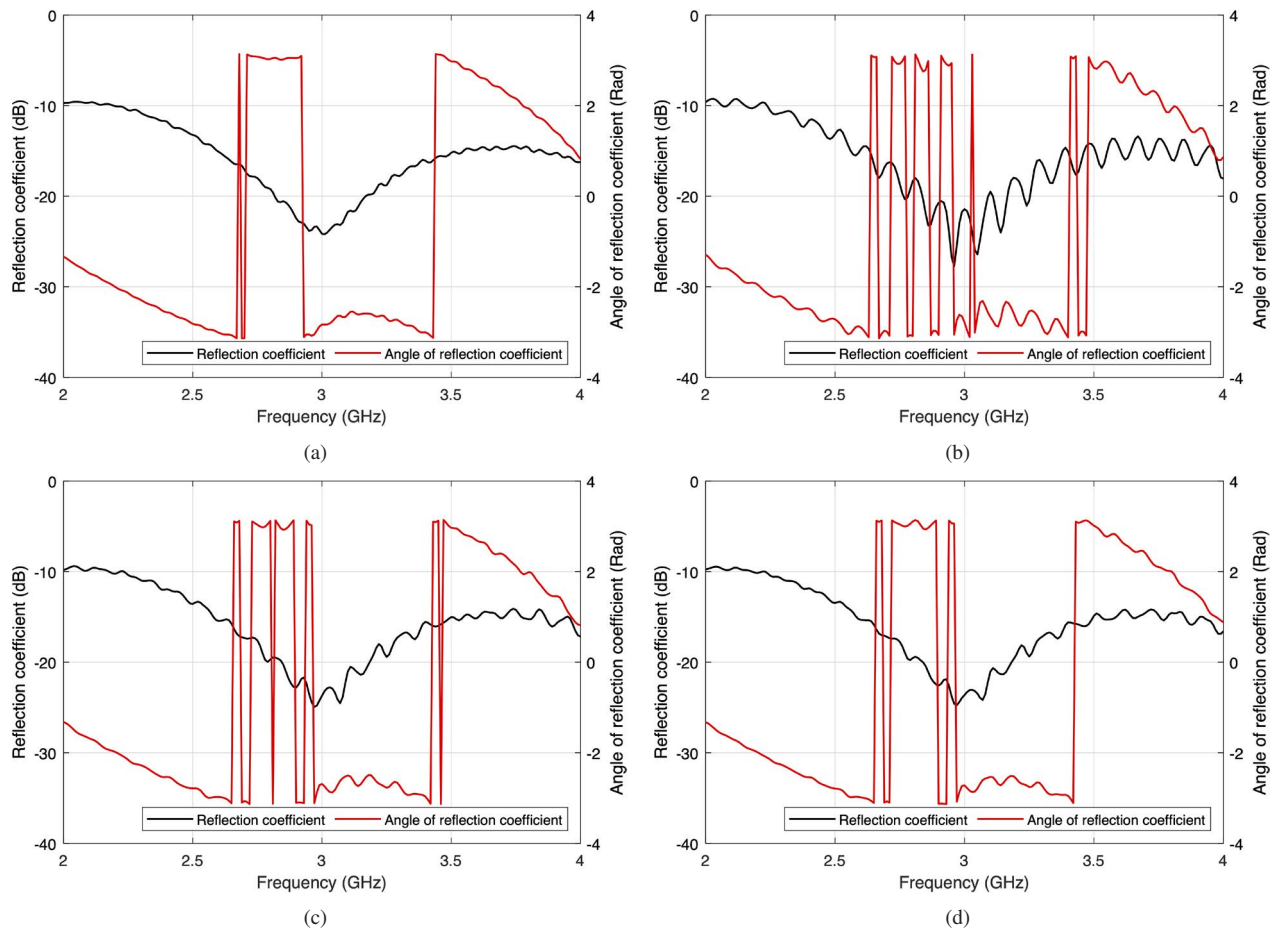 0
-10
-20
-30
-40
Reflection coefficient (dB)
4
2
0
-2
-4
Angle of reflection coefficient (Rad)
2
2.5
3
3.5
4
Frequency (GHz)
Reflection coefficient
Angle of reflection coefficient
(a)
0
-10
-20
-30
-40
Reflection coefficient (dB)
4
2
0
-2
-4
Angle of reflection coefficient (Rad)
2
2.5
3
3.5
4
Frequency (GHz)
Reflection coefficient
Angle of reflection coefficient
(b)
0
-10
-20
-30
-40
Reflection coefficient (dB)
4
2
0
-2
-4
Angle of reflection coefficient (Rad)
2
2.5
3
3.5
4
Frequency (GHz)
Reflection coefficient
Angle of reflection coefficient
(c)
0
-10
-20
-30
-40
Reflection coefficient (dB)
4
2
0
-2
-4
Angle of reflection coefficient (Rad)
2
2.5
3
3.5
4
Frequency (GHz)
Reflection coefficient
Angle of reflection coefficient
(d)